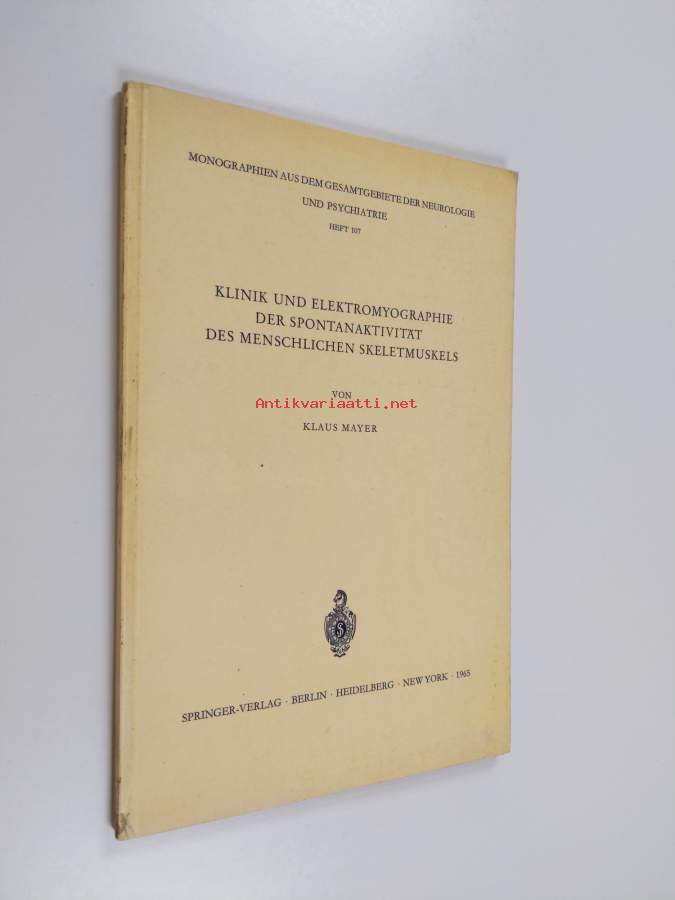 MONOGRAPHIEN AUS DEM GESAMTGEBIETE DER NEUROLOGIE
UND PSYCHIATRIE
HEFT 107
KLINIK UND ELEKTROMYOGRAPHIE
DER SPONTANAKTIVITÄT
DES MENSCHLICHEN SKELETMUSKELS
VON
Antikvariaatti.net
KLAUS MAYER
SPRINGER-VERLAG · BERLIN · HEIDELBERG · NEW YORK · 1965